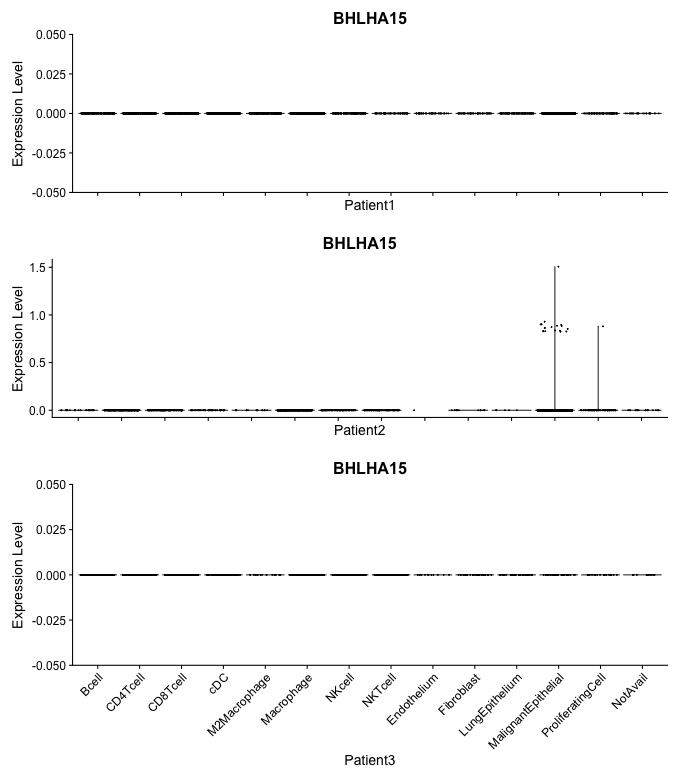 BHLHA15
Expression Level
0.050
0.025
0.000
-0.025
-0.050
Patient1
BHLHA15
Expression Level
1.5
1.0
0.5
0.0
Patient2
BHLHA15
Expression Level
0.050
0.025
0.000
-0.025
-0.050
Bcell
CD4Tcell
CD8Tcell
cDC
M2Macrophage
Macrophage
NKcell
NKTcell
Endothelium
Fibroblast
LungEpithelium
MalignantEpithelial
ProliferatingCell
NotAvail
Patient3